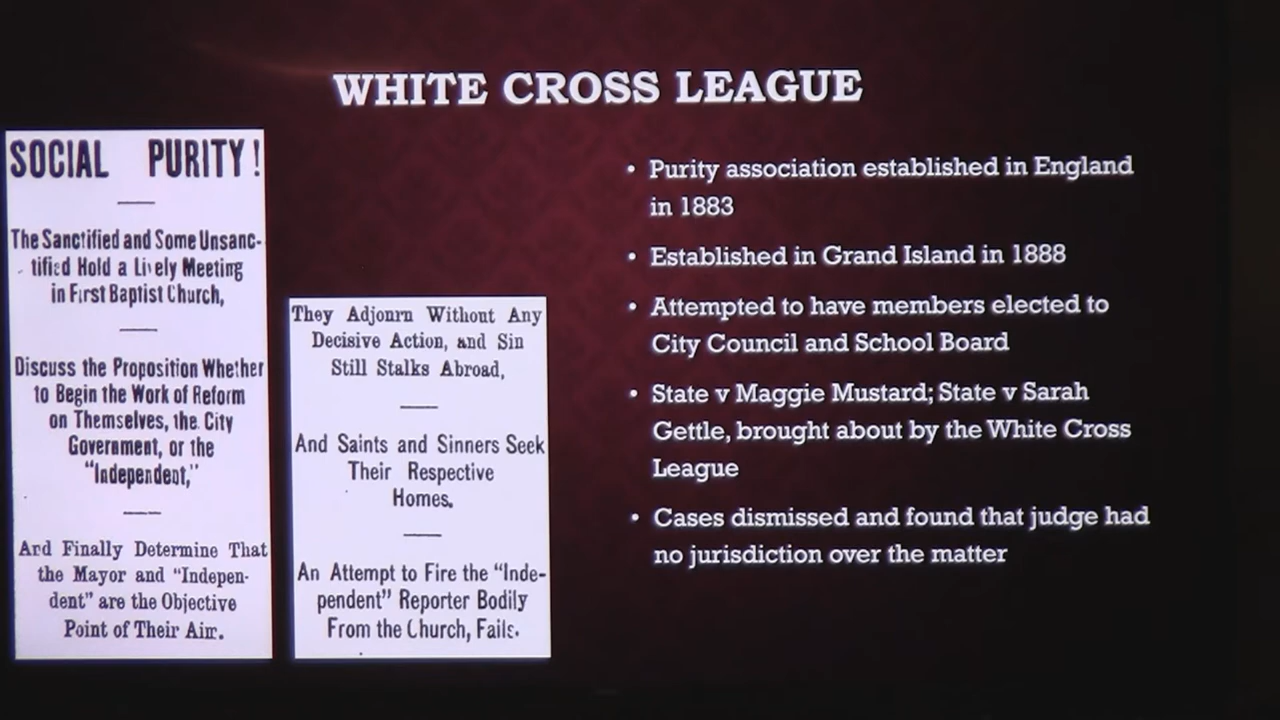 WHITE CROSS LEAGUE
SOCIAL PURITY!
The Sanctified and Some Unsanc-
tified Hold a Lively Meeting
in First Baptist Church,
Discuss the Proposition Whether
to Begin the Work of Reform
on Themselves, the City
Government, or the
"Independent,"
And Finally Determine That
the Mayor and "Indepen-
dent" are the Objective
Point of Their Aim.
They Adjonrn Without Any
Decisive Action, and Sin
Still Stalks Abroad,
And Saints and Sinners Seek
Their Respective
Homes.
An Attempt to Fire the "Inde-
pendent" Reporter Bodily
From the Church, Fails.
• Purity association established in England
in 1883
• Established in Grand Island in 1888
• Attempted to have members elected to
City Council and School Board
• State v Maggie Mustard; State v Sarah
Gettle, brought about by the White Cross
League
• Cases dismissed and found that judge had
no jurisdiction over the matter